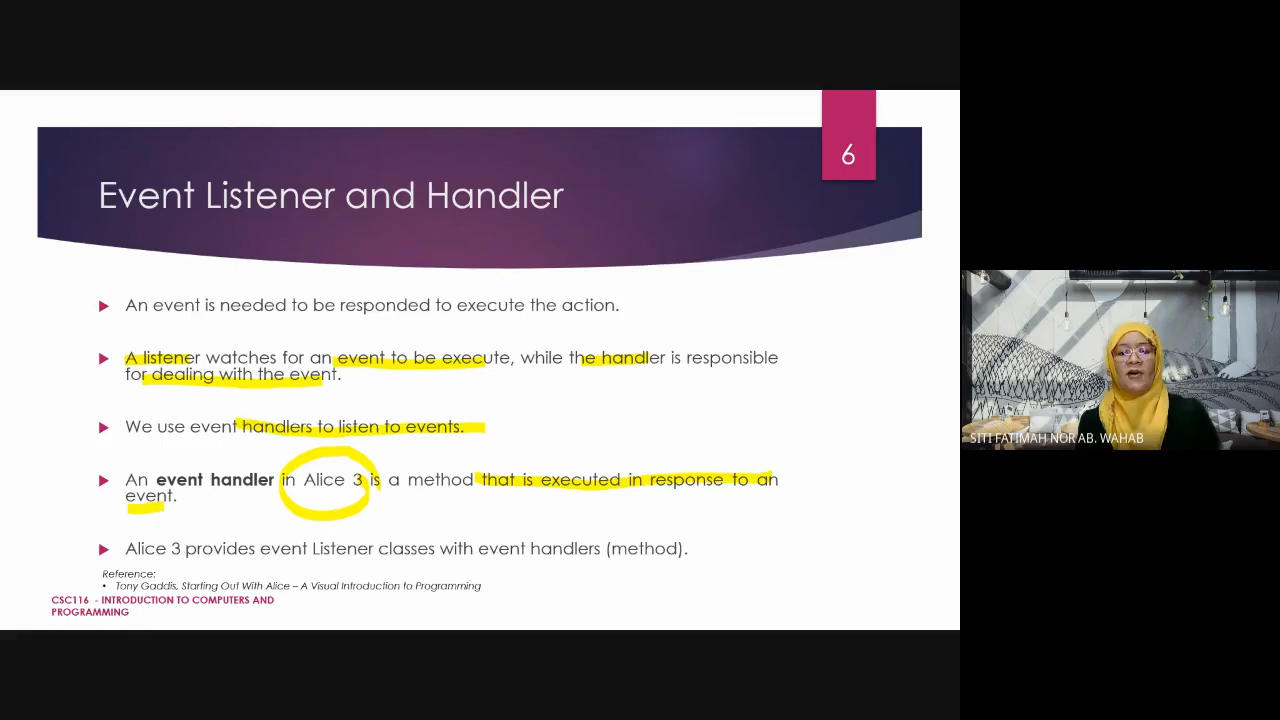 6
Event Listener and Handler
An event is needed to be responded to execute the action.
A listener watches for an event to be execute, while the handler is responsible
for dealing with the event.
We use event handlers to listen to events.
An event handler in Alice 3 is a method that is executed in response to an
event.
Alice 3 provides event Listener classes with event handlers (method).
Reference:
• Tony Gaddis, Starting Out With Alice – A Visual Introduction to Programming
CSC116 - INTRODUCTION TO COMPUTERS AND
PROGRAMMING
SITI FATIMAH NOR AB. WAHAB